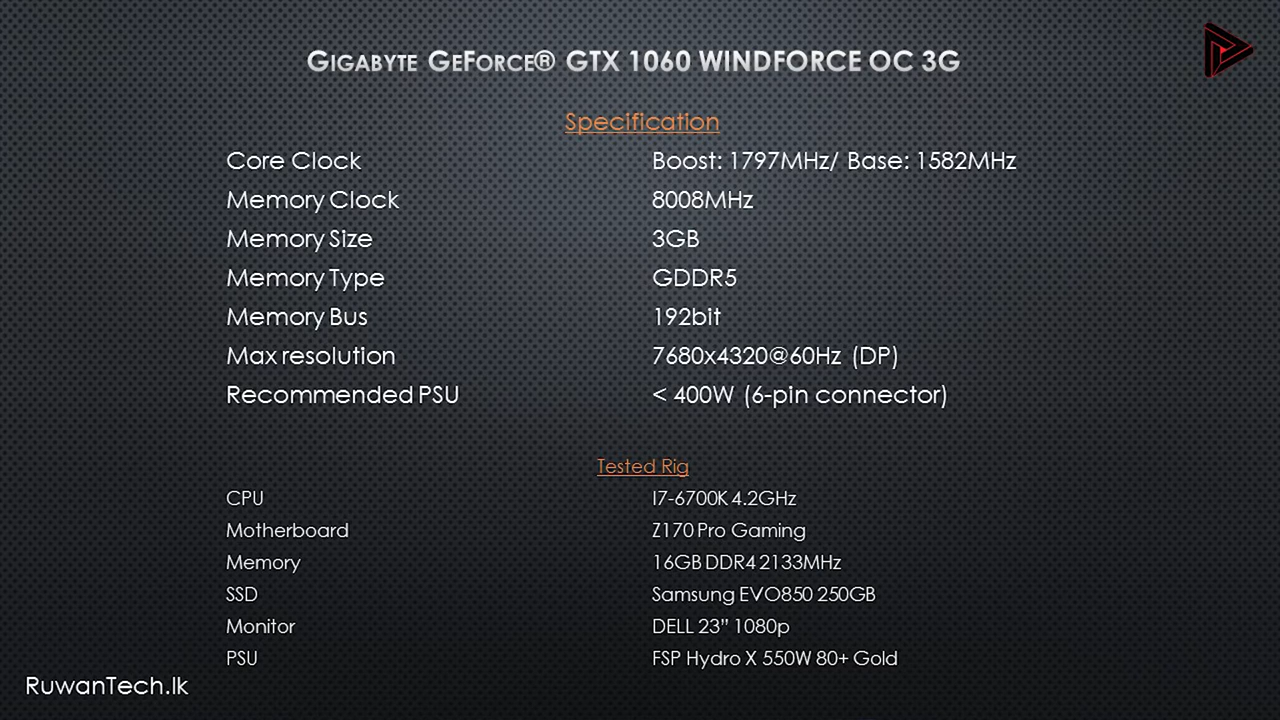 GIGABYTE GEFORCE® GTX 1060 WINDFORCE OC 3G
Specification
Core Clock Boost: 1797MHz/ Base: 1582MHz
Memory Clock 8008MHz
Memory Size 3GB
Memory Type GDDR5
Memory Bus 192bit
Max resolution 7680x4320@60Hz (DP)
Recommended PSU < 400W (6-pin connector)
Tested Rig
CPU I7-6700K 4.2GHz
Motherboard Z170 Pro Gaming
Memory 16GB DDR4 2133MHz
SSD Samsung EVO850 250GB
Monitor DELL 23” 1080p
PSU FSP Hydro X 550W 80+ Gold
RuwanTech.lk